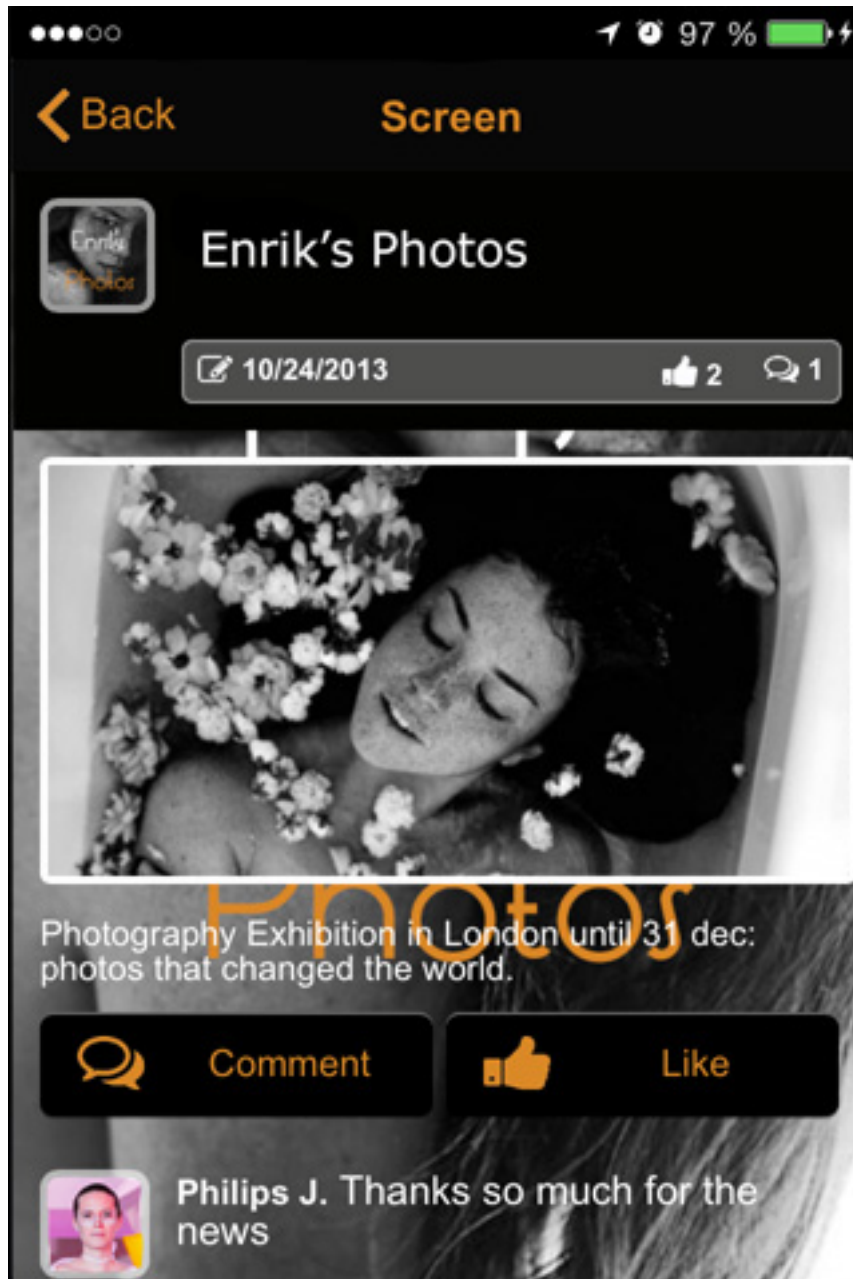 97 %
Back
Screen
Enrik's
Photos
Enrik’s Photos
10/24/2013
2
1
Photos
Photography Exhibition in London until 31 dec:
photos that changed the world.
Comment
Like
Philips J. Thanks so much for the
news